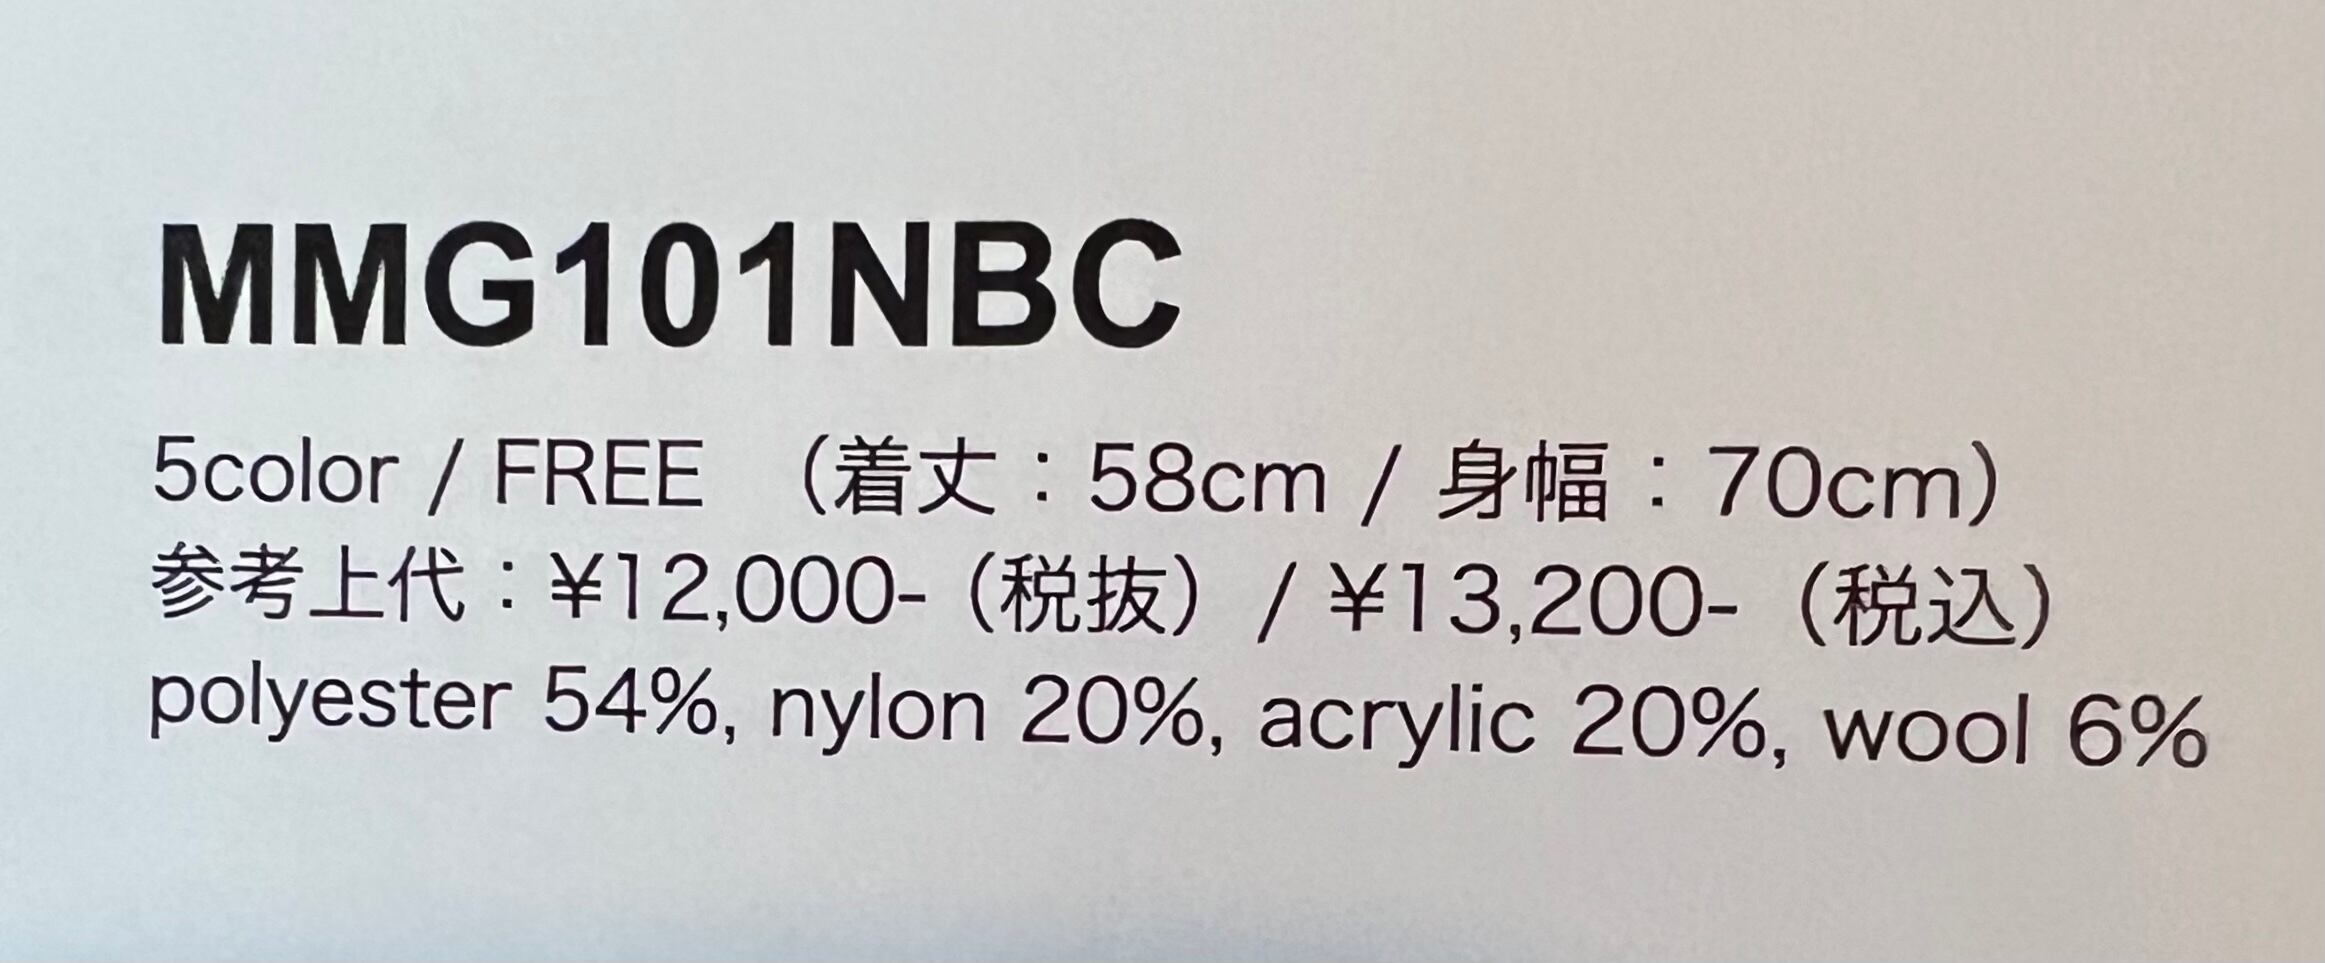 MMG101NBC
5color / FREE （着丈：58cm / 身幅：70cm）
参考上代：¥12,000-（税抜） / ¥13,200-（税込）
polyester 54%, nylon 20%, acrylic 20%, wool 6%